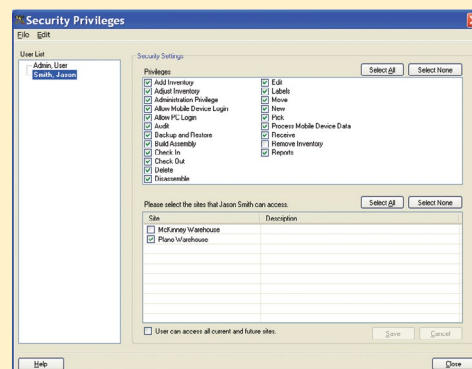 Security Privileges
File Edit
User List
Admin, User
Smith, Jason
Security Settings
Privileges
Select All
Select None
Add Inventory
Adjust Inventory
Administration Privilege
Allow Mobile Device Login
Allow PC Login
Audit
Backup and Restore
Build Assembly
Check In
Check Out
Delete
Disassemble
Edit
Labels
Move
New
Pick
Process Mobile Device Data
Receive
Remove Inventory
Reports
Please select the sites that Jason Smith can access.
Select All
Select None
Site Description
McKinney Warehouse
Plano Warehouse
User can access all current and future sites.
Save
Cancel
Help
Close